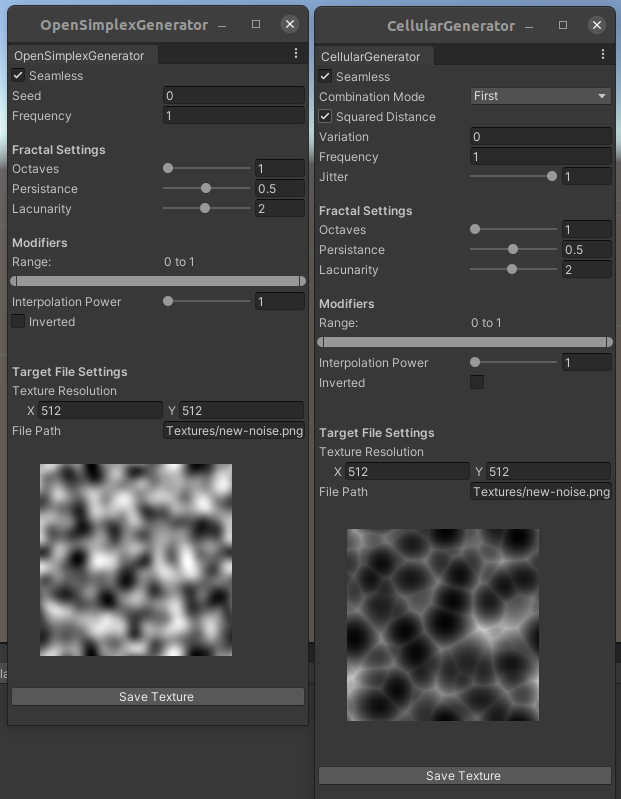 OpenSimplexGenerator
OpenSimplexGenerator
Seamless
Seed 0
Frequency 1
Fractal Settings
Octaves 1
Persistance 0.5
Lacunarity 2
Modifiers
Range: 0 to 1
Interpolation Power 1
Inverted
Target File Settings
Texture Resolution
X 512 Y 512
File Path Textures/new-noise.png
Save Texture
CellularGenerator
CellularGenerator
Seamless
Combination Mode First
Squared Distance
Variation 0
Frequency 1
Jitter 1
Fractal Settings
Octaves 1
Persistance 0.5
Lacunarity 2
Modifiers
Range: 0 to 1
Interpolation Power 1
Inverted
Target File Settings
Texture Resolution
X 512 Y 512
File Path Textures/new-noise.png
Save Texture